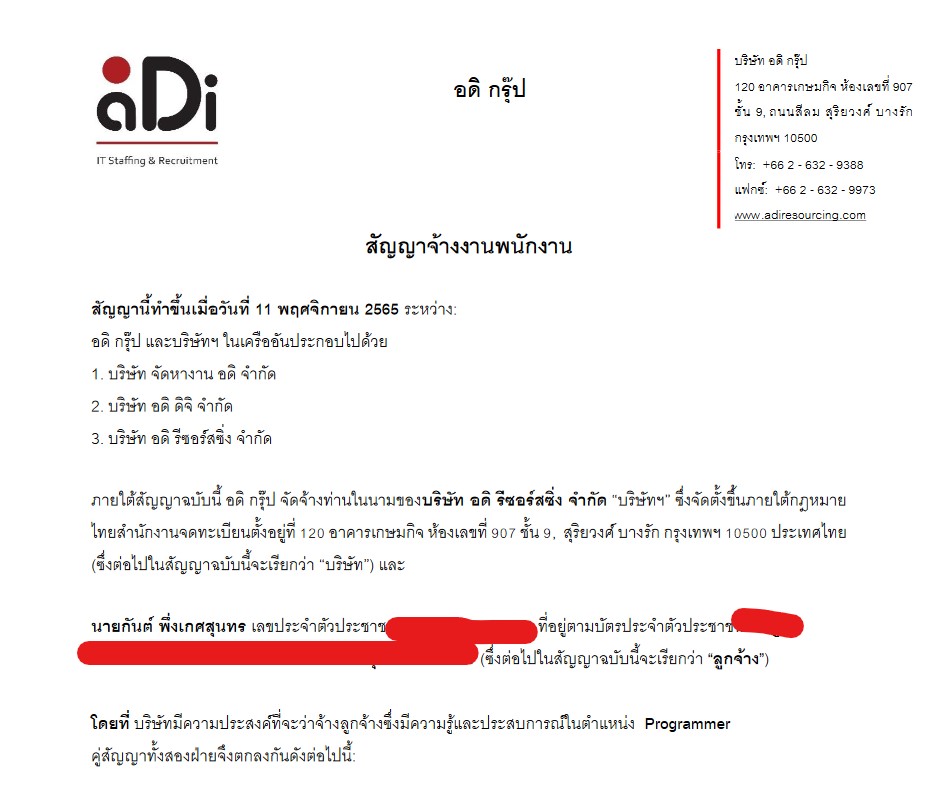 aDi
IT Staffing & Recruitment
อดิ กรุ๊ป
บริษัท อดิ กรุ๊ป
120 อาคารเกษมกิจ ห้องเลขที่ 907
ชั้น 9, ถนนสีลม สุริยวงศ์ บางรัก
กรุงเทพฯ 10500
โทร: +66 2 - 632 - 9388
แฟกซ์: +66 2 - 632 - 9973
www.adiresourcing.com
สัญญาจ้างงานพนักงาน
สัญญานี้ทำขึ้นเมื่อวันที่ 11 พฤศจิกายน 2565 ระหว่าง:
อดิ กรุ๊ป และบริษัทฯ ในเครืออันประกอบไปด้วย
1. บริษัท จัดหางาน อดิ จำกัด
2. บริษัท อดิ ดิจิ จำกัด
3. บริษัท อดิ รีซอร์สซิ่ง จำกัด
ภายใต้สัญญาฉบับนี้ อดิ กรุ๊ป จัดจ้างท่านในนามของบริษัท อดิ รีซอร์สซิ่ง จำกัด "บริษัทฯ" ซึ่งจัดตั้งขึ้นภายใต้กฎหมาย
ไทยสำนักงานจดทะเบียนตั้งอยู่ที่ 120 อาคารเกษมกิจ ห้องเลขที่ 907 ชั้น 9, สุริยวงศ์ บางรัก กรุงเทพฯ 10500 ประเทศไทย
(ซึ่งต่อไปในสัญญาฉบับนี้จะเรียกว่า "บริษัท") และ
นายกันต์ พึ่งเกศสุนทร เลขประจำตัวประชาช ที่อยู่ตามบัตรประจำตัวประชาช
(ซึ่งต่อไปในสัญญาฉบับนี้จะเรียกว่า "ลูกจ้าง")
โดยที่ บริษัทมีความประสงค์ที่จะว่าจ้างลูกจ้างซึ่งมีความรู้และประสบการณ์ในตำแหน่ง Programmer
คู่สัญญาทั้งสองฝ่ายจึงตกลงกันดังต่อไปนี้: